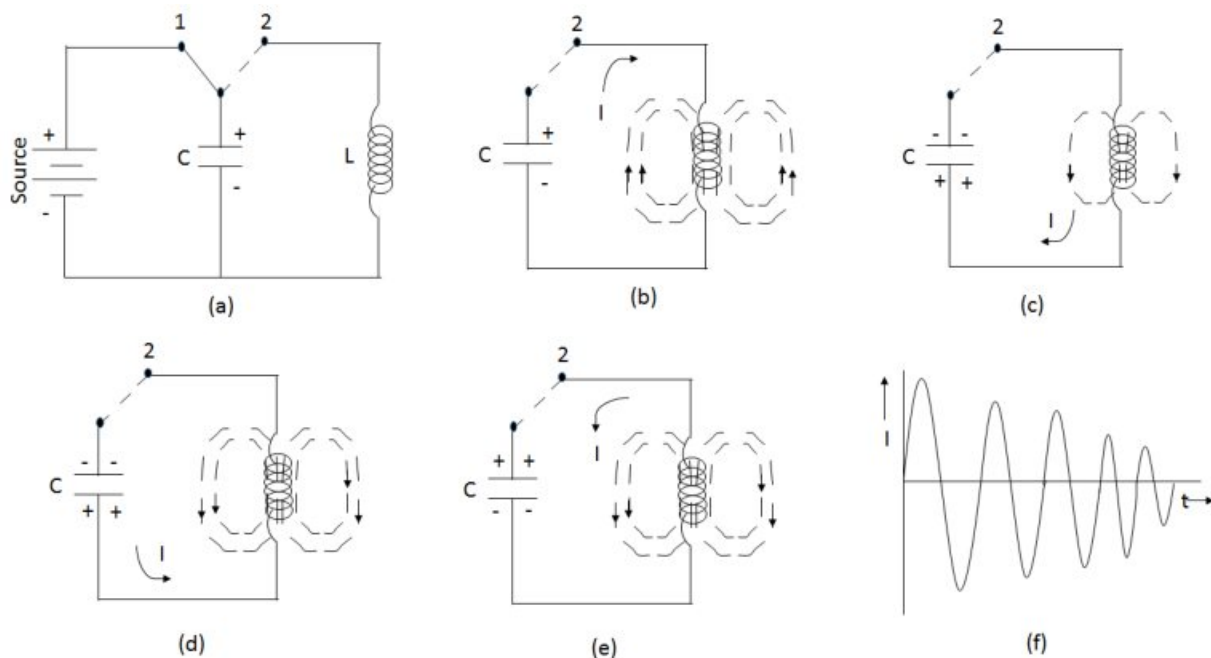 1 2
+ Source -
C + -
L
(a)
2
I
C + -
(b)
2
- -
C
+ +
I
(c)
2
- -
C
+ +
I
(d)
2
I
+ +
C
- -
(e)
I
t
(f)